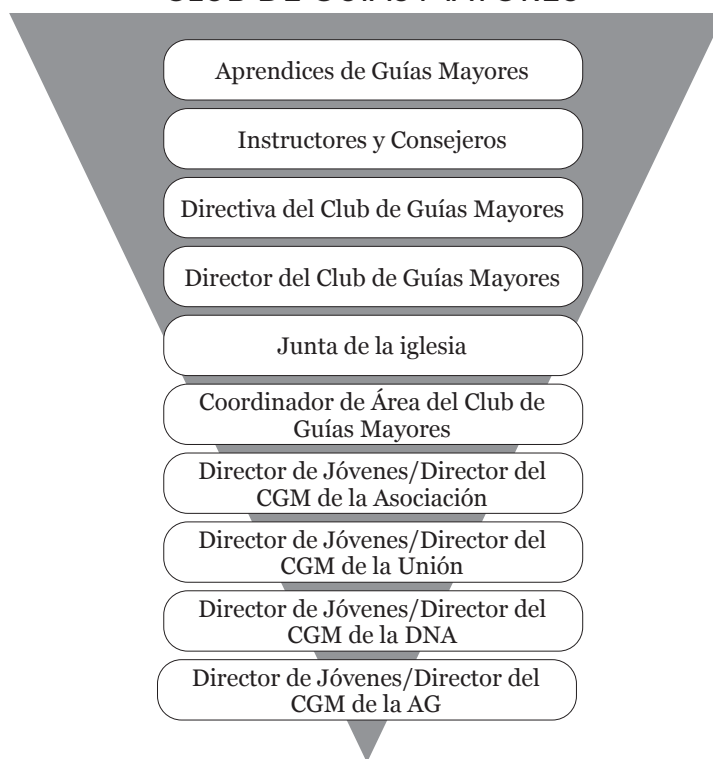 Aprendices de Guías Mayores
Instructores y Consejeros
Directiva del Club de Guías Mayores
Director del Club de Guías Mayores
Junta de la iglesia
Coordinador de Área del Club de
Guías Mayores
Director de Jóvenes/Director del
CGM de la Asociación
Director de Jóvenes/Director del
CGM de la Unión
Director de Jóvenes/Director del
CGM de la DNA
Director de Jóvenes/Director del
CGM de la AG